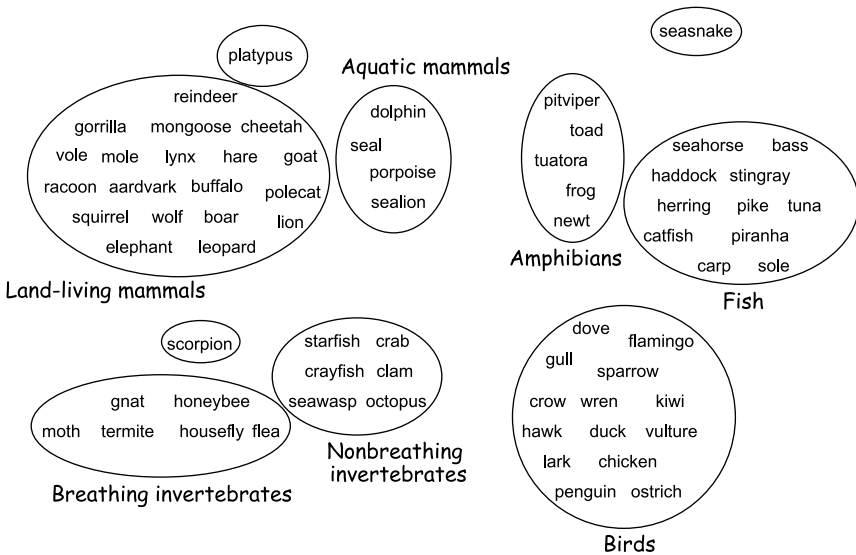 seasnake
platypus
Aquatic mammals
reindeer
gorrilla mongoose cheetah
vole mole lynx hare goat
racoon aardvark buffalo polecat
squirrel wolf boar lion
elephant leopard
Land-living mammals
dolphin
seal
porpoise
sealion
pitviper
toad
tuatora
frog
newt
Amphibians
seahorse bass
haddock stingray
herring pike tuna
catfish piranha
carp sole
Fish
scorpion
gnat honeybee
moth termite housefly flea
Breathing invertebrates
starfish crab
crayfish clam
seawasp octopus
Nonbreathing
invertebrates
dove flamingo
gull sparrow
crow wren kiwi
hawk duck vulture
lark chicken
penguin ostrich
Birds